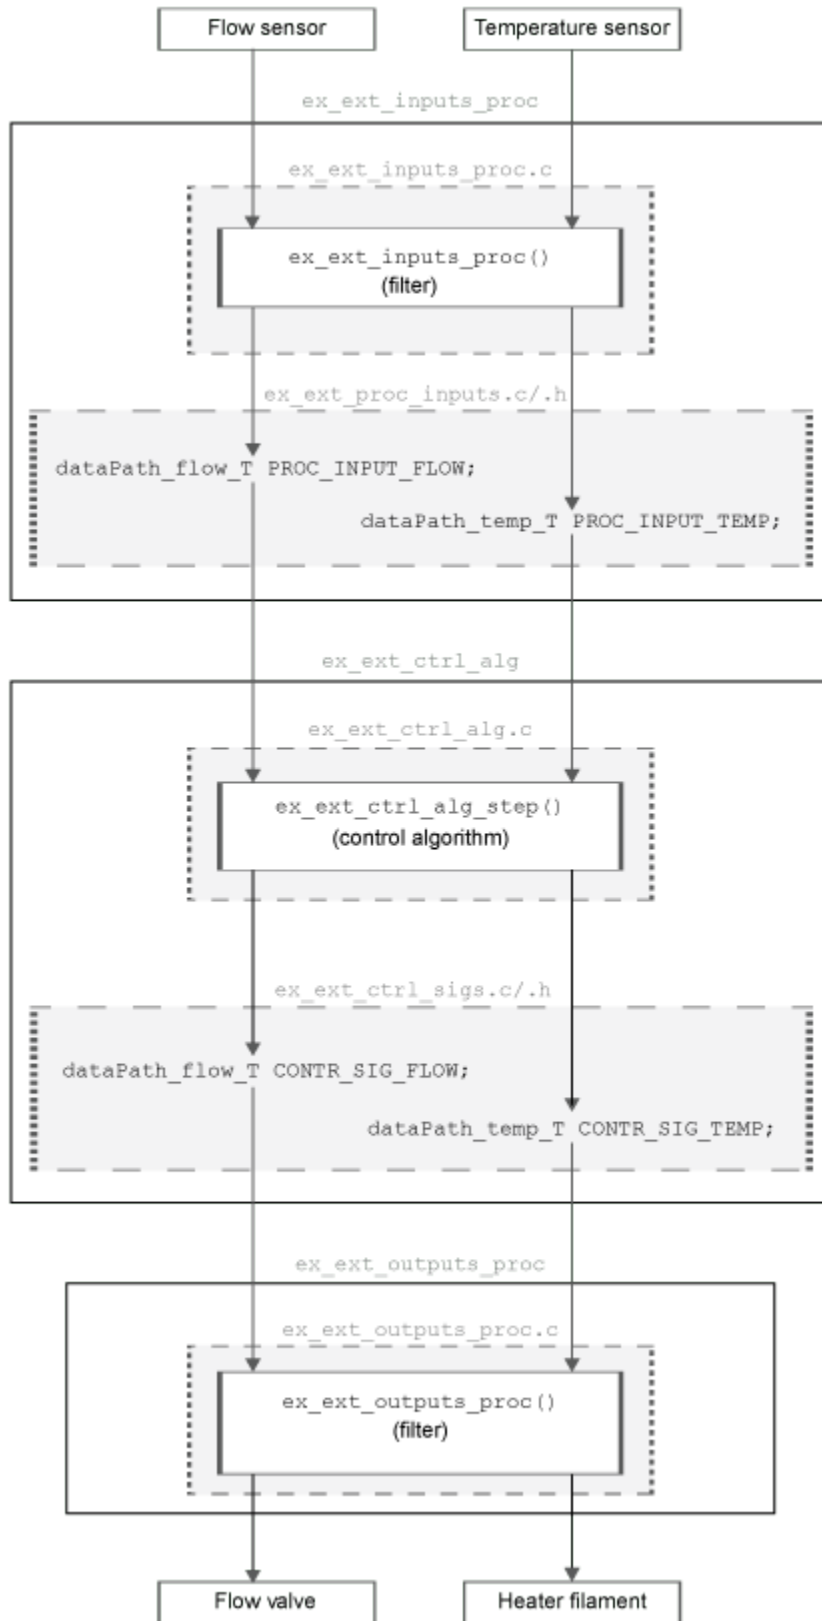 Flow sensor
Temperature sensor
ex_ext_inputs_proc
ex_ext_inputs_proc.c
ex_ext_inputs_proc()
(filter)
ex_ext_proc_inputs.c/.h
dataPath_flow_T PROC_INPUT_FLOW;
dataPath_temp_T PROC_INPUT_TEMP;
ex_ext_ctrl_alg
ex_ext_ctrl_alg.c
ex_ext_ctrl_alg_step()
(control algorithm)
ex_ext_ctrl_sigs.c/.h
dataPath_flow_T CONTR_SIG_FLOW;
dataPath_temp_T CONTR_SIG_TEMP;
ex_ext_outputs_proc
ex_ext_outputs_proc.c
ex_ext_outputs_proc()
(filter)
Flow valve
Heater filament